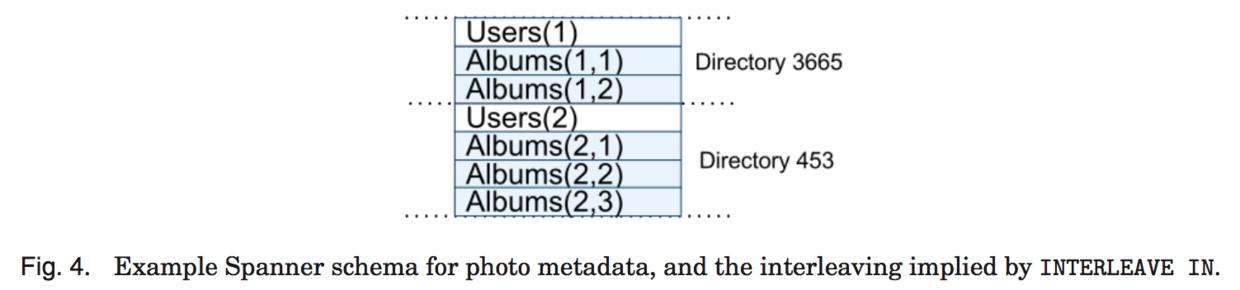 Users(1)
Albums(1,1)
Directory 3665
Albums(1,2)
Users(2)
Albums(2,1)
Directory 453
Albums(2,2)
Albums(2,3)
Fig. 4. Example Spanner schema for photo metadata, and the interleaving implied by INTERLEAVE IN.